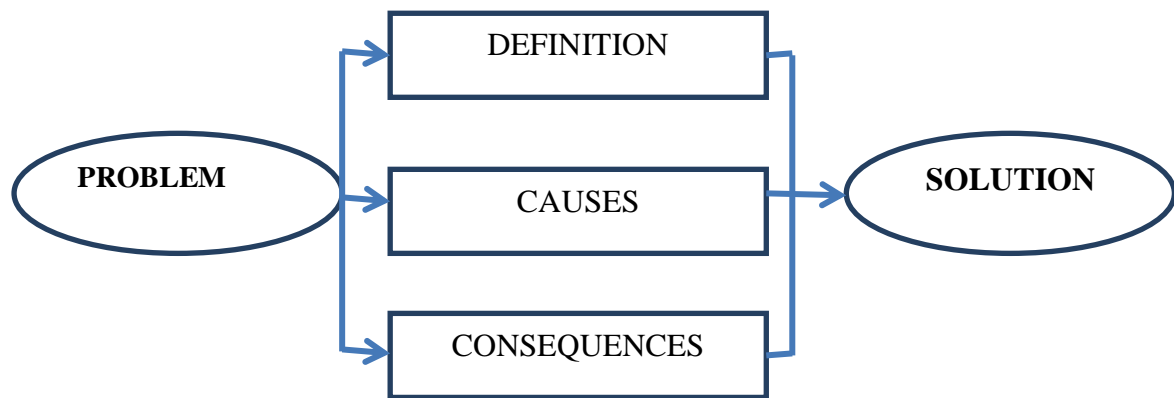 DEFINITION
PROBLEM
CAUSES
SOLUTION
CONSEQUENCES